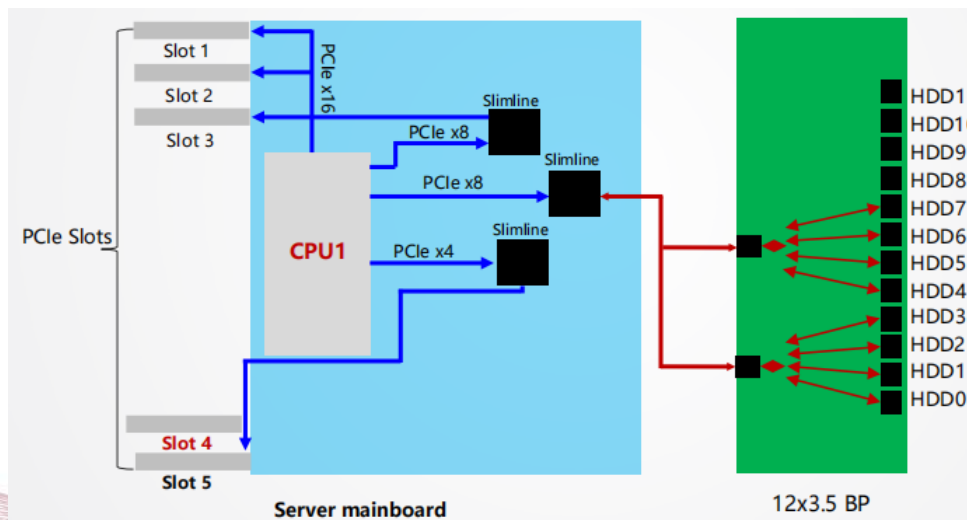 Slot 1
Slot 2
Slot 3
PCIe x16
Slimline
PCIe x8
Slimline
PCIe x8
Slimline
CPU1
PCIe x4
PCIe Slots
Slot 4
Slot 5
Server mainboard
HDD1
HDD10
HDD9
HDD8
HDD7
HDD6
HDD5
HDD4
HDD3
HDD2
HDD1
HDD0
12x3.5 BP